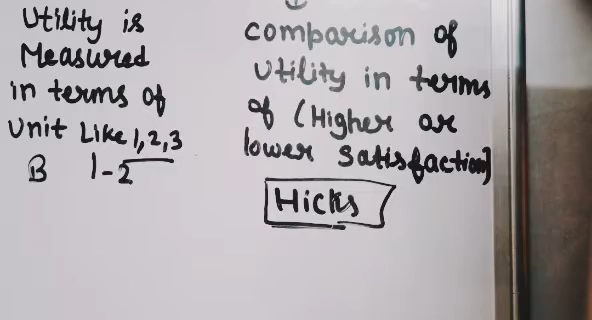 Utility is
Measured
in terms of
Unit Like 1,2,3
B 1-2
comparison of
Utility in terms
of (Higher or
lower satisfaction)
Hicks